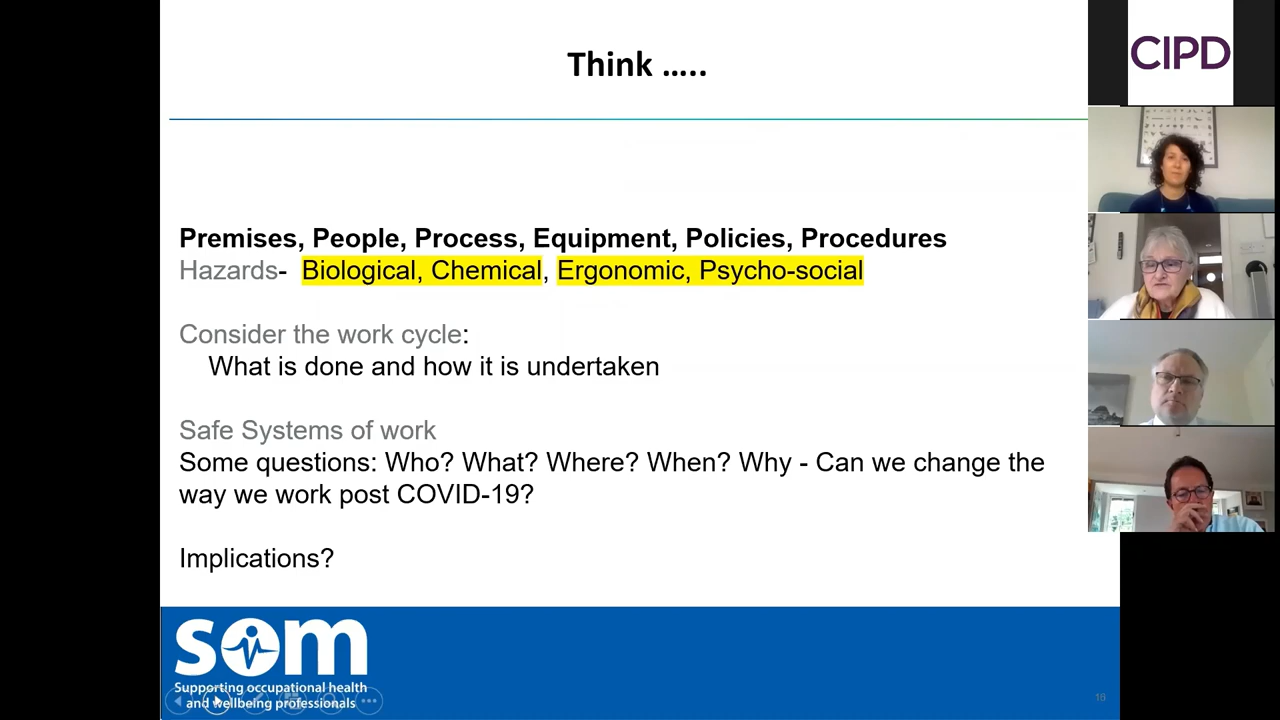 Think …..
CIPD
Premises, People, Process, Equipment, Policies, Procedures
Hazards- Biological, Chemical, Ergonomic, Psycho-social
Consider the work cycle:
What is done and how it is undertaken
Safe Systems of work
Some questions: Who? What? Where? When? Why - Can we change the
way we work post COVID-19?
Implications?
som
Supporting occupational health
and wellbeing professionals